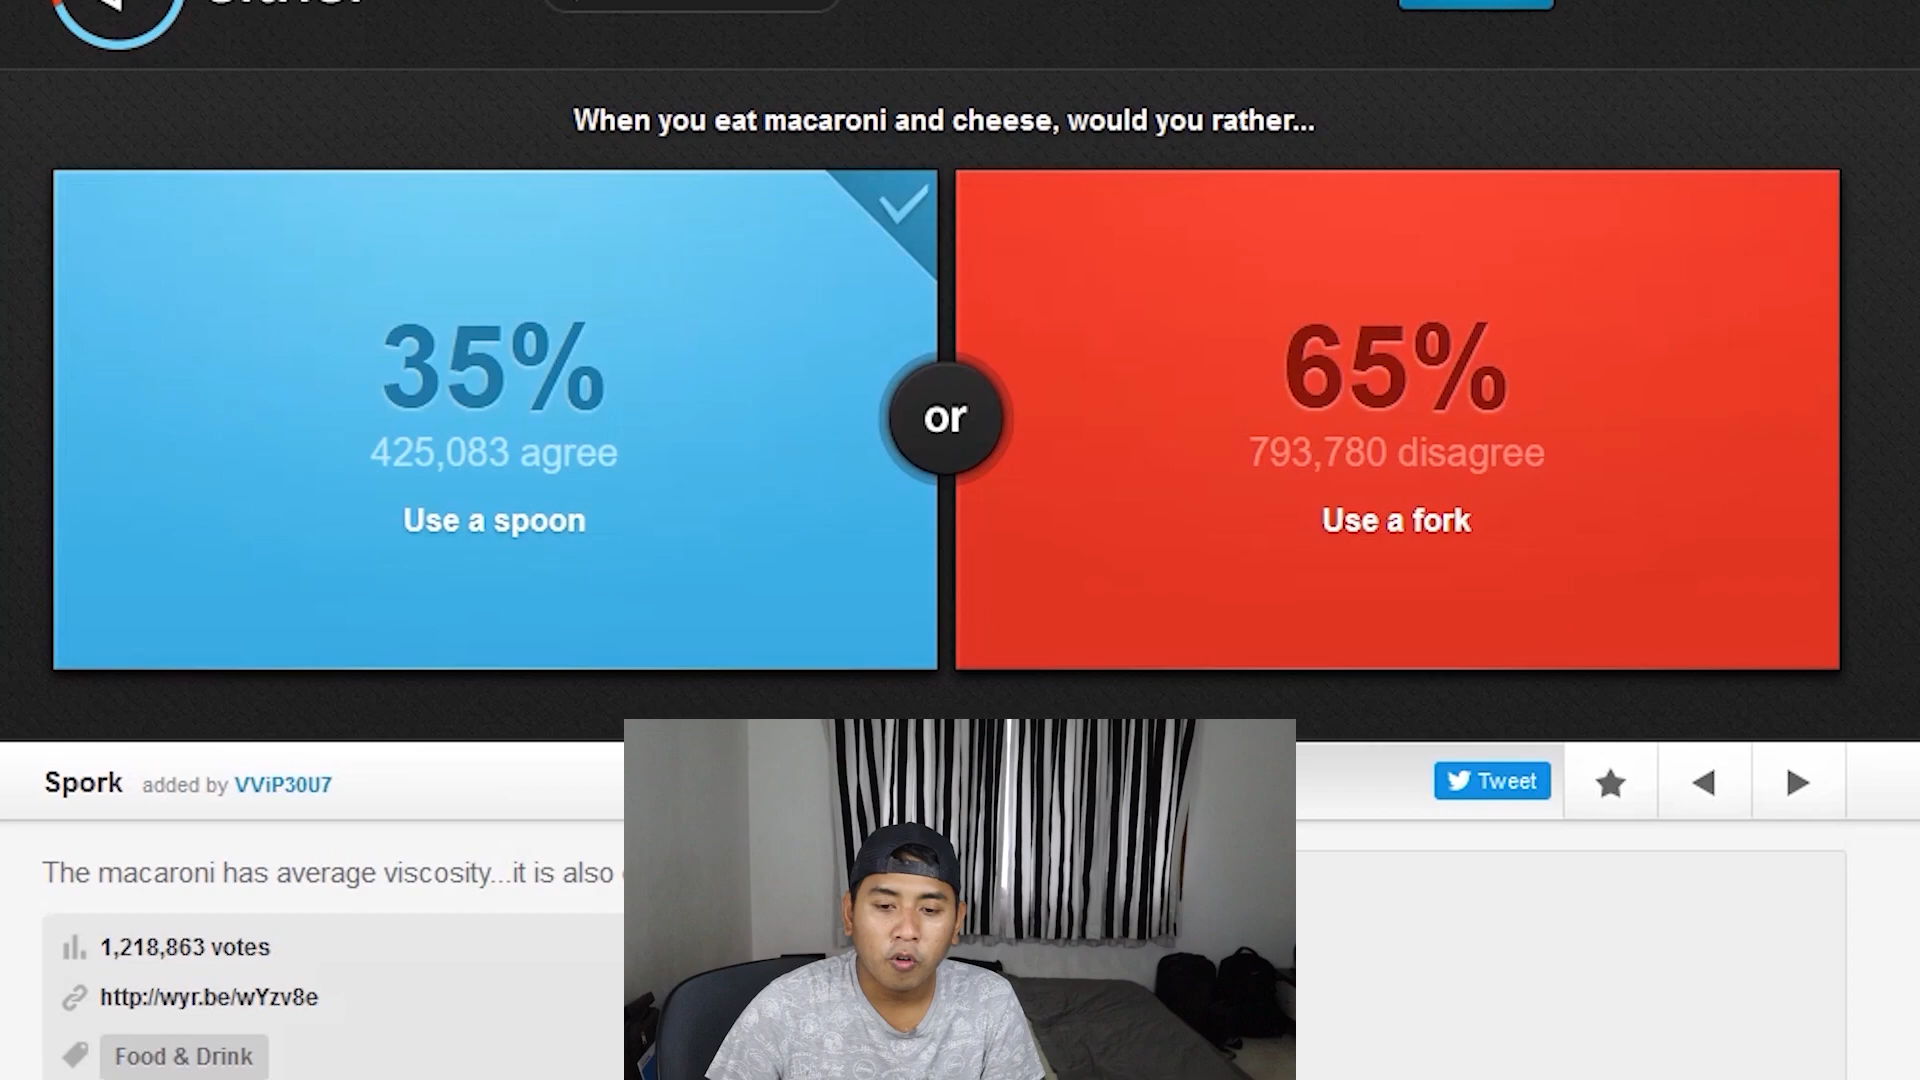 When you eat macaroni and cheese, would you rather...
35%
425,083 agree
Use a spoon
or
65%
793,780 disagree
Use a fork
Spork added by VViP30U7
Tweet
The macaroni has average viscosity...it is also
1,218,863 votes
http://wyr.be/wYzv8e
Food & Drink